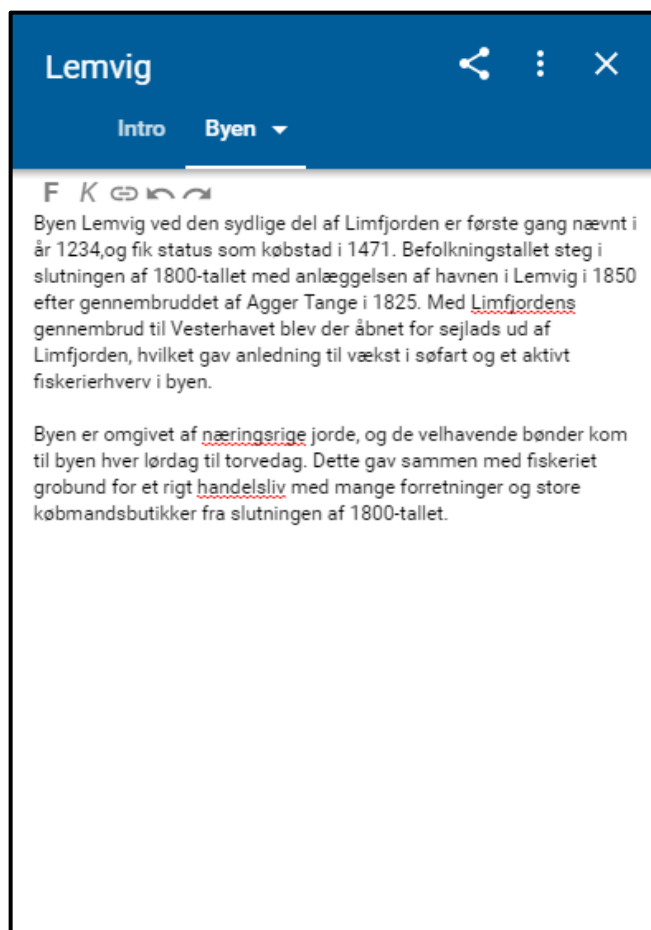 Lemvig
Intro Byen
F K
Byen Lemvig ved den sydlige del af Limfjorden er første gang nævnt i
år 1234,og fik status som købstad i 1471. Befolkningstallet steg i
slutningen af 1800-tallet med anlæggelsen af havnen i Lemvig i 1850
efter gennembruddet af Agger Tange i 1825. Med Limfjordens
gennembrud til Vesterhavet blev der åbnet for sejlads ud af
Limfjorden, hvilket gav anledning til vækst i søfart og et aktivt
fiskerierhverv i byen.
Byen er omgivet af næringsrige jorde, og de velhavende bønder kom
til byen hver lørdag til torvedag. Dette gav sammen med fiskeriet
grobund for et rigt handelsliv med mange forretninger og store
købmandsbutikker fra slutningen af 1800-tallet.